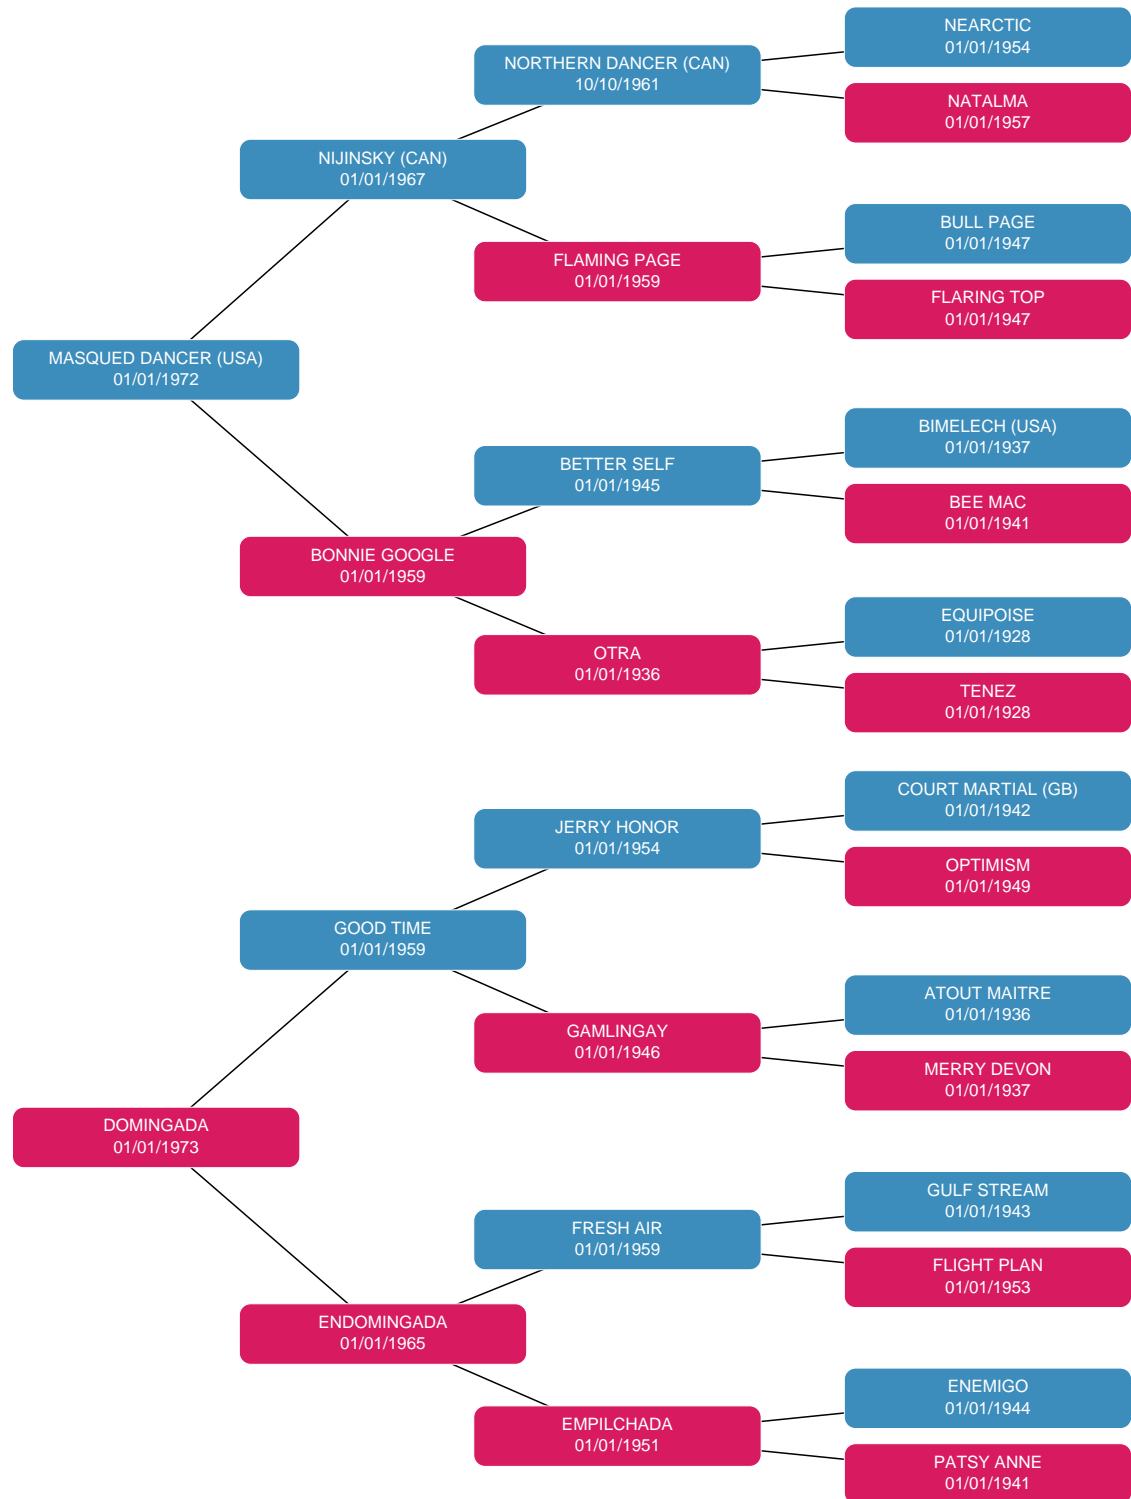 NEARCTIC
01/01/1954
NORTHERN DANCER (CAN)
10/10/1961
NATALMA
01/01/1957
NIJINSKY (CAN)
01/01/1967
BULL PAGE
01/01/1947
FLAMING PAGE
01/01/1959
FLARING TOP
01/01/1947
MASQUED DANCER (USA)
01/01/1972
BIMELECH (USA)
01/01/1937
BETTER SELF
01/01/1945
BEE MAC
01/01/1941
BONNIE GOOGLE
01/01/1959
EQUIPOISE
01/01/1928
OTRA
01/01/1936
TENEZ
01/01/1928
COURT MARTIAL (GB)
01/01/1942
JERRY HONOR
01/01/1954
OPTIMISM
01/01/1949
GOOD TIME
01/01/1959
ATOUT MAITRE
01/01/1936
GAMLINGAY
01/01/1946
MERRY DEVON
01/01/1937
DOMINGADA
01/01/1973
GULF STREAM
01/01/1943
FRESH AIR
01/01/1959
FLIGHT PLAN
01/01/1953
ENDOMINGADA
01/01/1965
ENEMIGO
01/01/1944
EMPILCHADA
01/01/1951
PATSY ANNE
01/01/1941